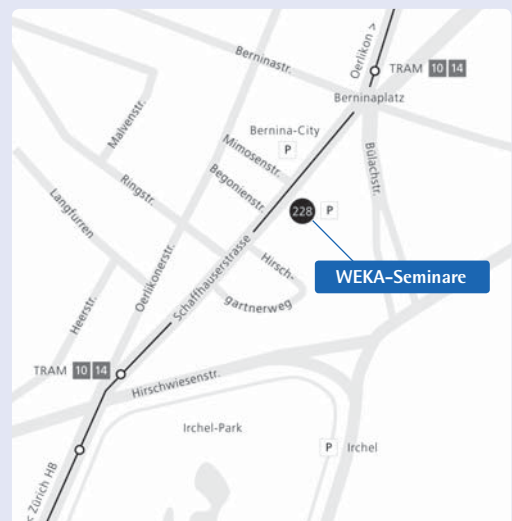 Oerlikon >
Berninastr.
TRAM 10 14
Berninaplatz
Malvenstr.
Bernina-City
P
Mimosenstr.
Bülachstr.
Begonienstr.
Ringstr.
Langfurren
228 P
Oerlikonerstr.
Schaffhauserstrasse
Hirsch-
gartnerweg
WEKA-Seminare
Heerstr.
TRAM 10 14
Hirschwiesenstr.
Irchel-Park
P Irchel
< Zürich HB